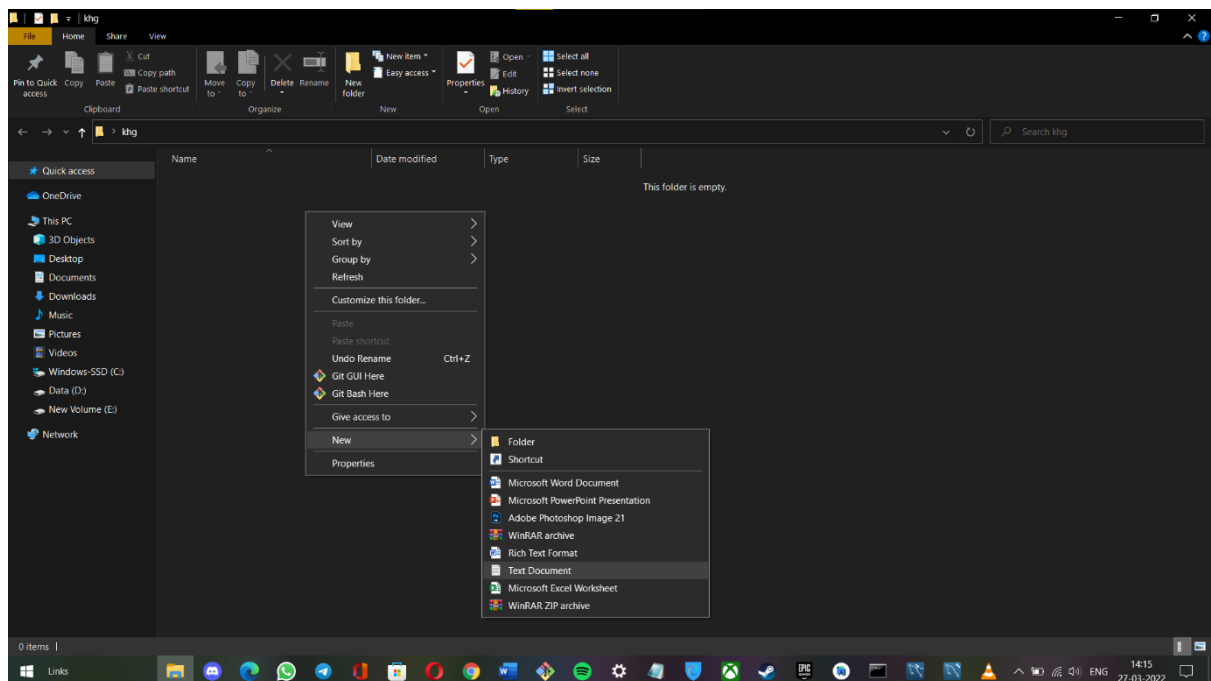 khg
File Home Share View
Pin to Quick access
Copy
Paste
Cut
Copy path
Paste shortcut
Clipboard
Move to
Copy to
Delete
Rename
Organize
New folder
New item
Easy access
New
Properties
Open
Edit
History
Open
Select all
Select none
Invert selection
Select
khg
Search khg
Name Date modified Type Size
This folder is empty.
Quick access
OneDrive
This PC
3D Objects
Desktop
Documents
Downloads
Music
Pictures
Videos
Windows-SSD (C:)
Data (D:)
New Volume (E:)
Network
View
Sort by
Group by
Refresh
Customize this folder...
Paste
Paste shortcut
Undo Rename Ctrl+Z
Git GUI Here
Git Bash Here
Give access to
New
Properties
Folder
Shortcut
Microsoft Word Document
Microsoft PowerPoint Presentation
Adobe Photoshop Image 21
WinRAR archive
Rich Text Format
Text Document
Microsoft Excel Worksheet
WinRAR ZIP archive
0 items
Links
EPIC
ENG
14:15
27-03-2022